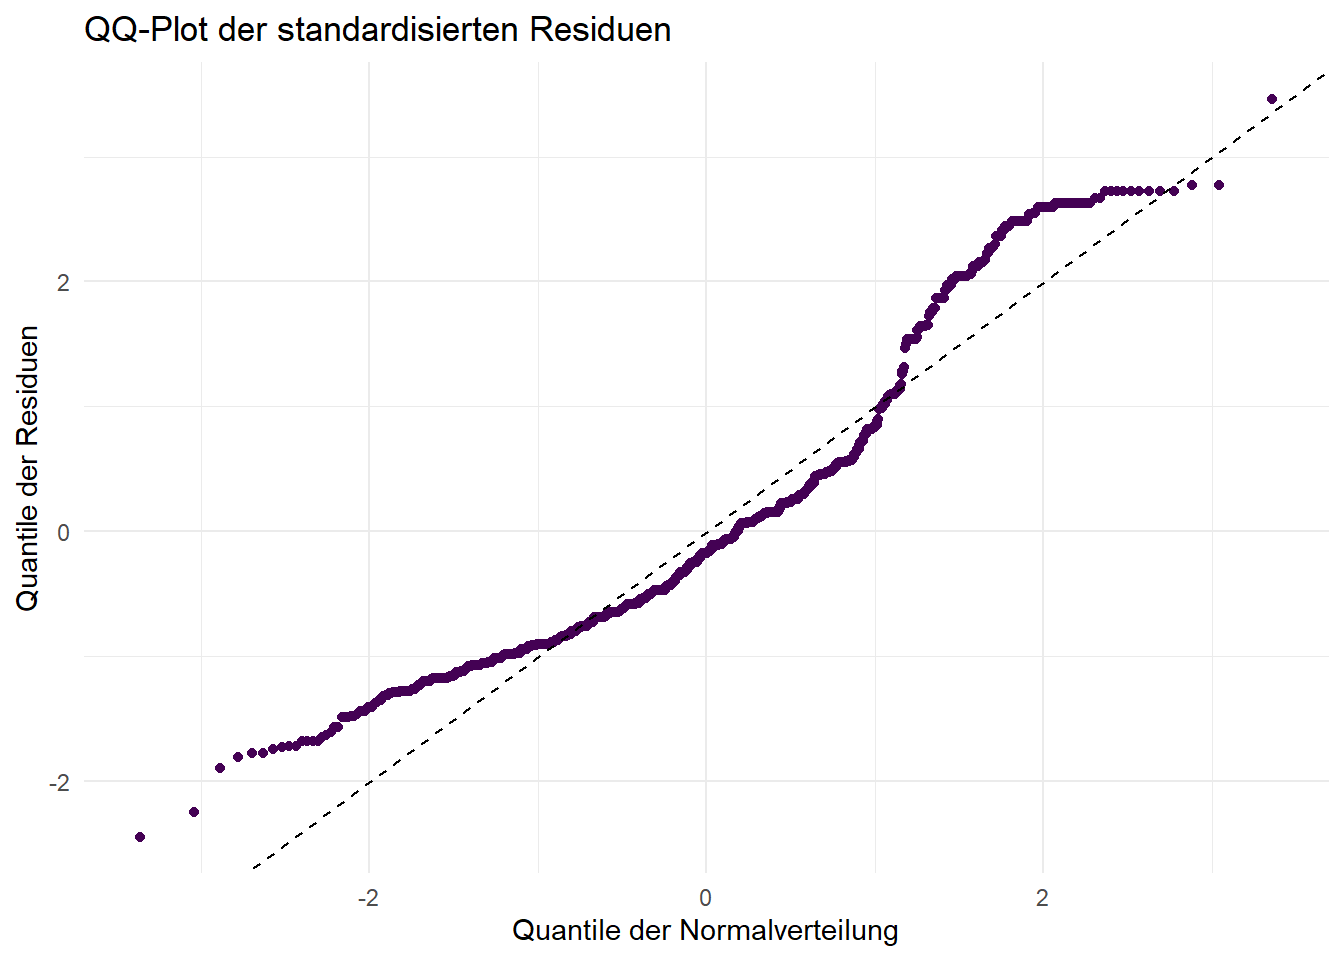 QQ-Plot der standardisierten Residuen
Quantile der Residuen
2
0
-2
-2 0 2
Quantile der Normalverteilung